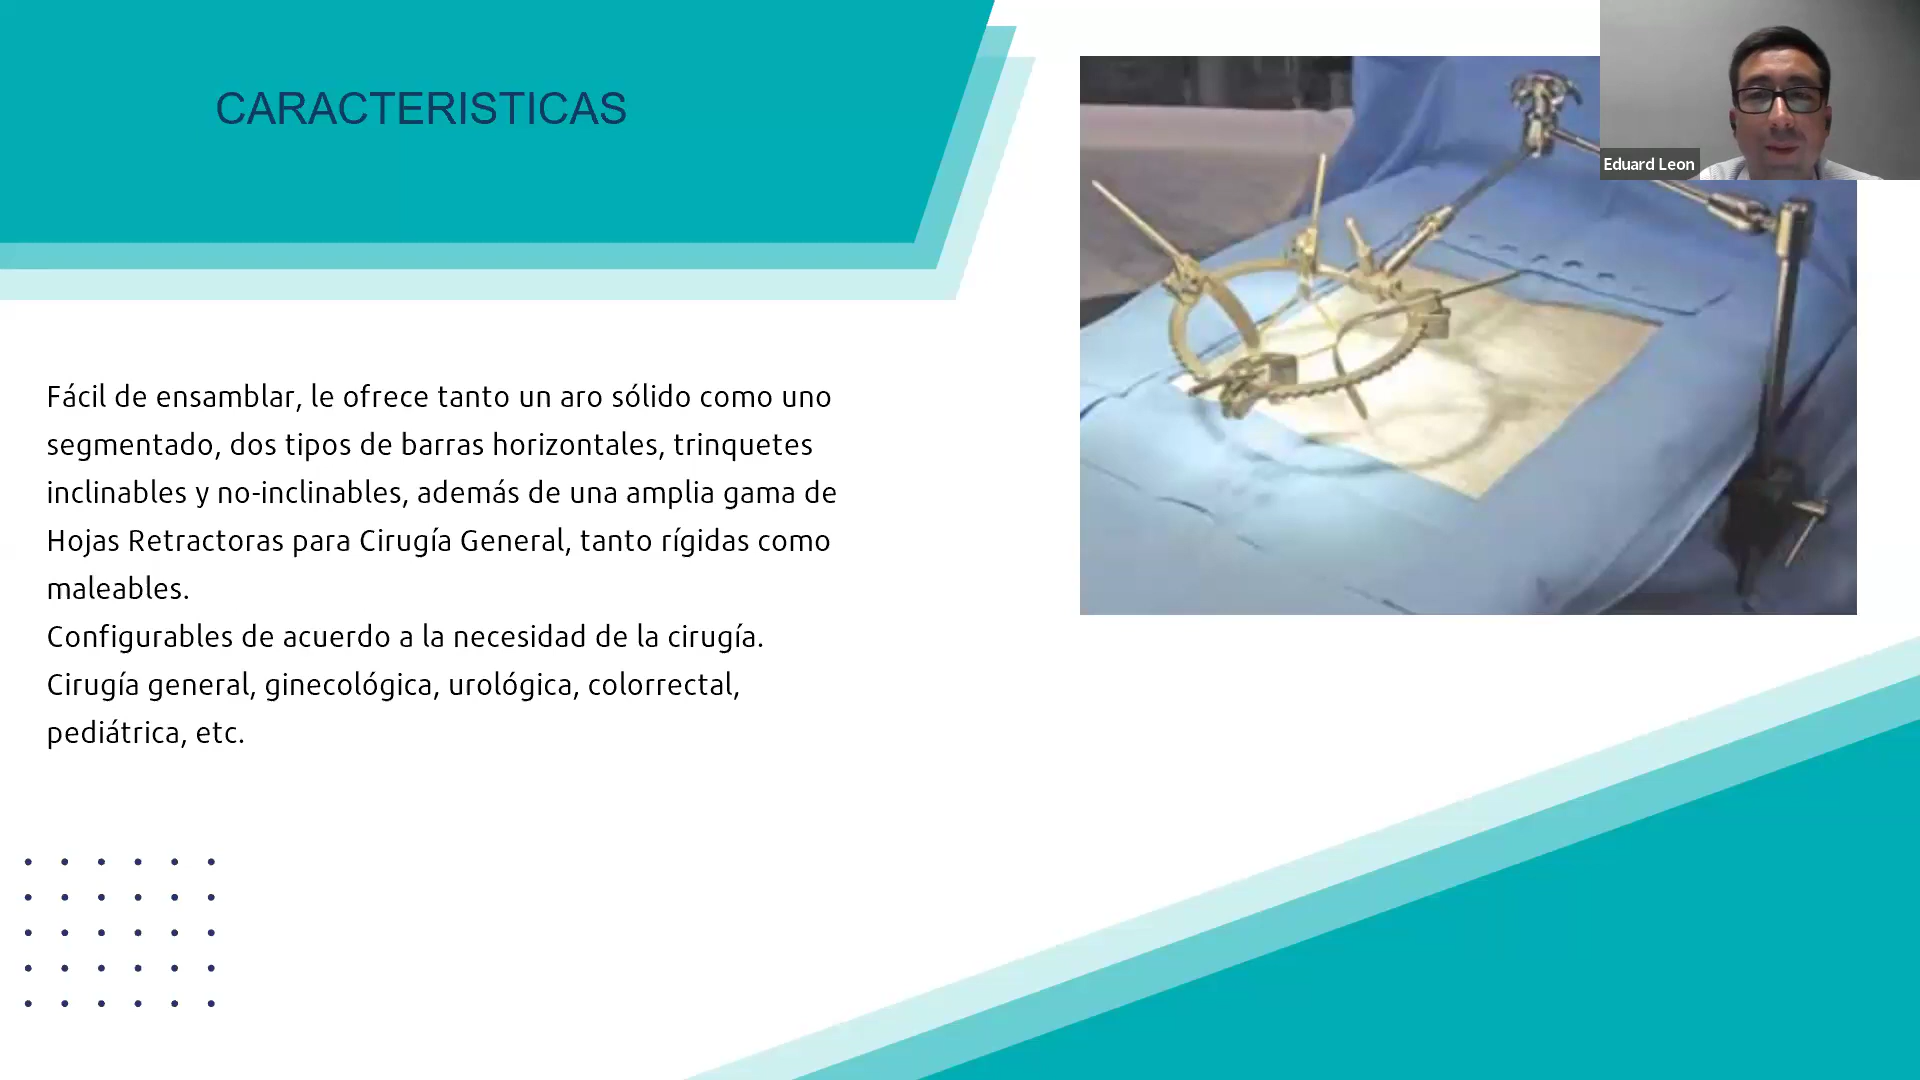 CARACTERISTICAS
Eduard Leon
Fácil de ensamblar, le ofrece tanto un aro sólido como uno
segmentado, dos tipos de barras horizontales, trinquetes
inclinables y no-inclinables, además de una amplia gama de
Hojas Retractoras para Cirugía General, tanto rígidas como
maleables.
Configurables de acuerdo a la necesidad de la cirugía.
Cirugía general, ginecológica, urológica, colorrectal,
pediátrica, etc.